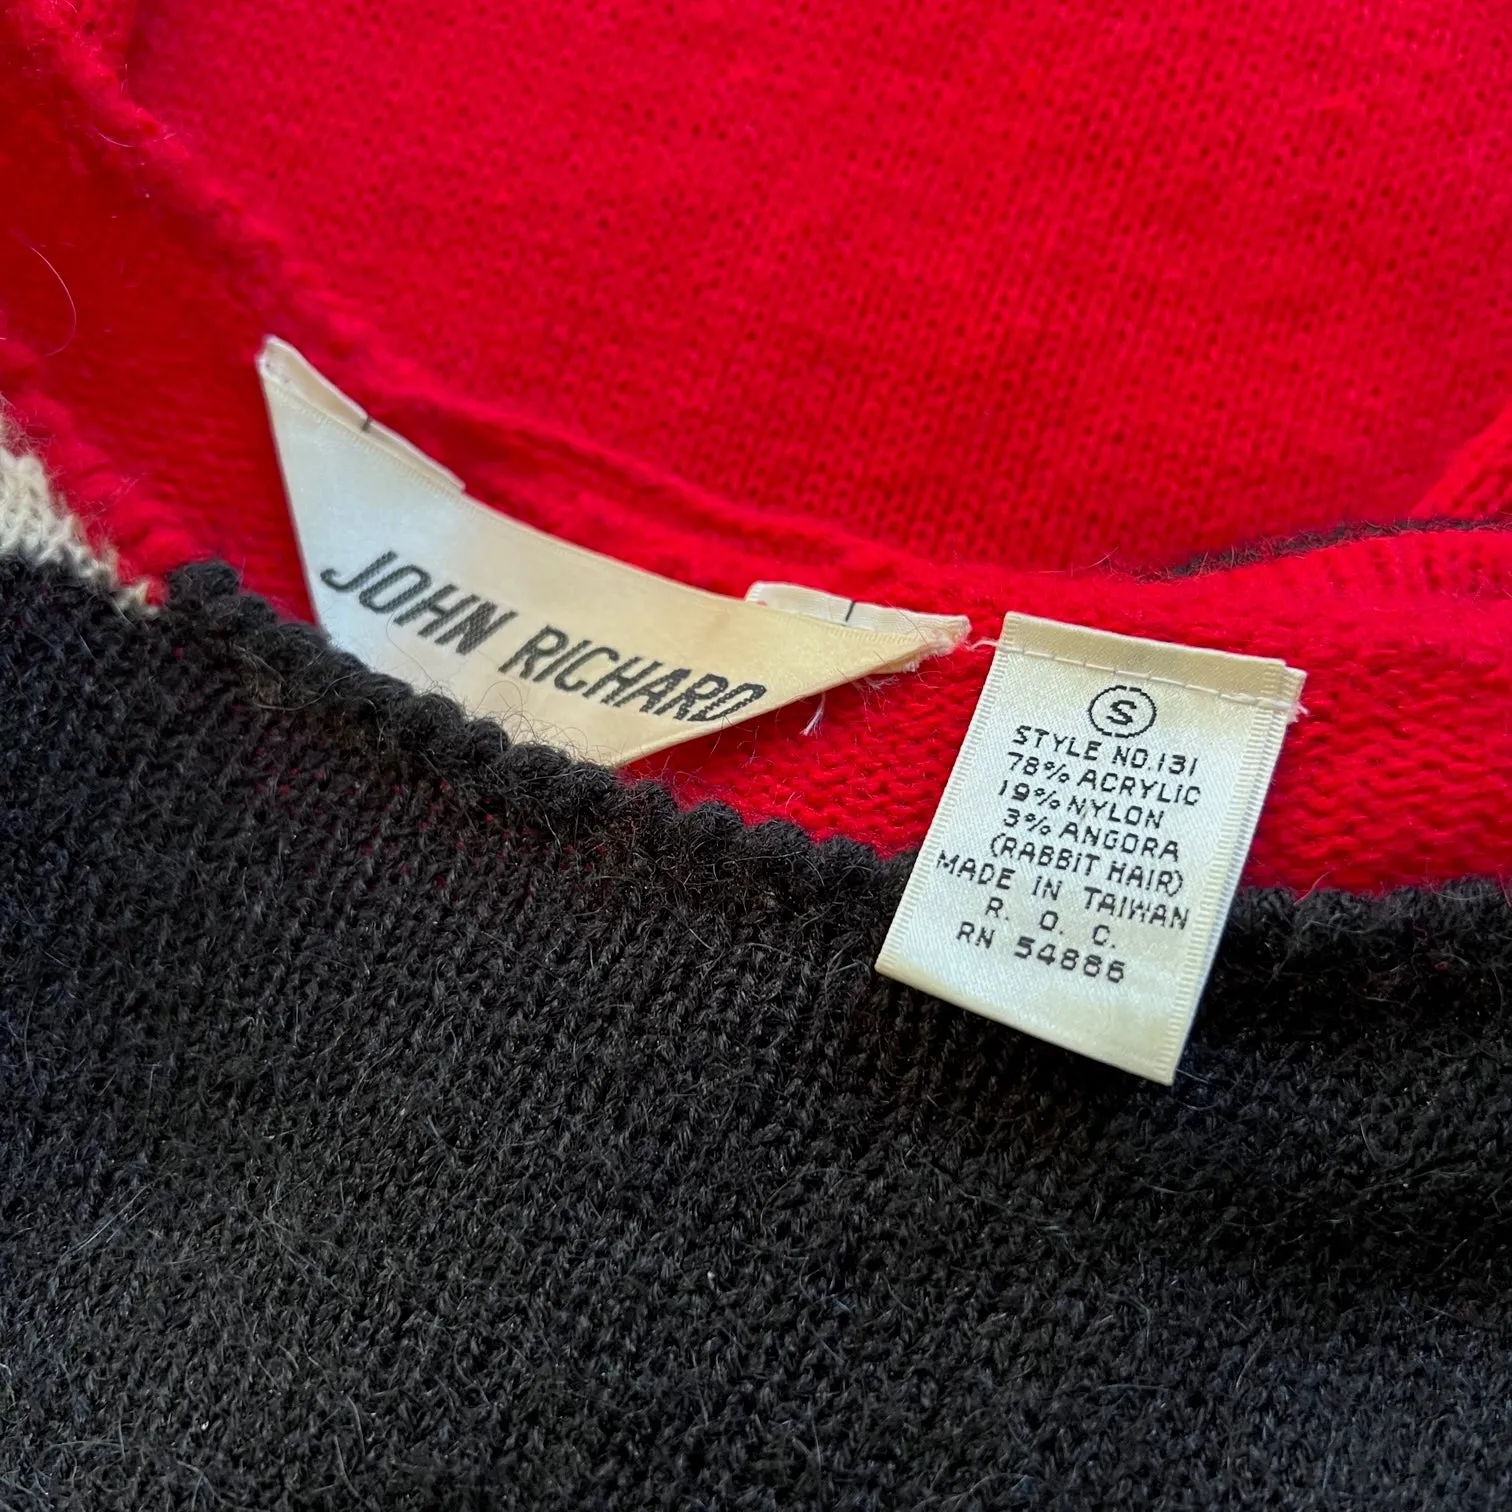 JOHN RICHARD
S
STYLE NO.131
78% ACRYLIC
19% NYLON
3% ANGORA
(RABBIT HAIR)
MADE IN TAIWAN
R. O. C.
RN 54886